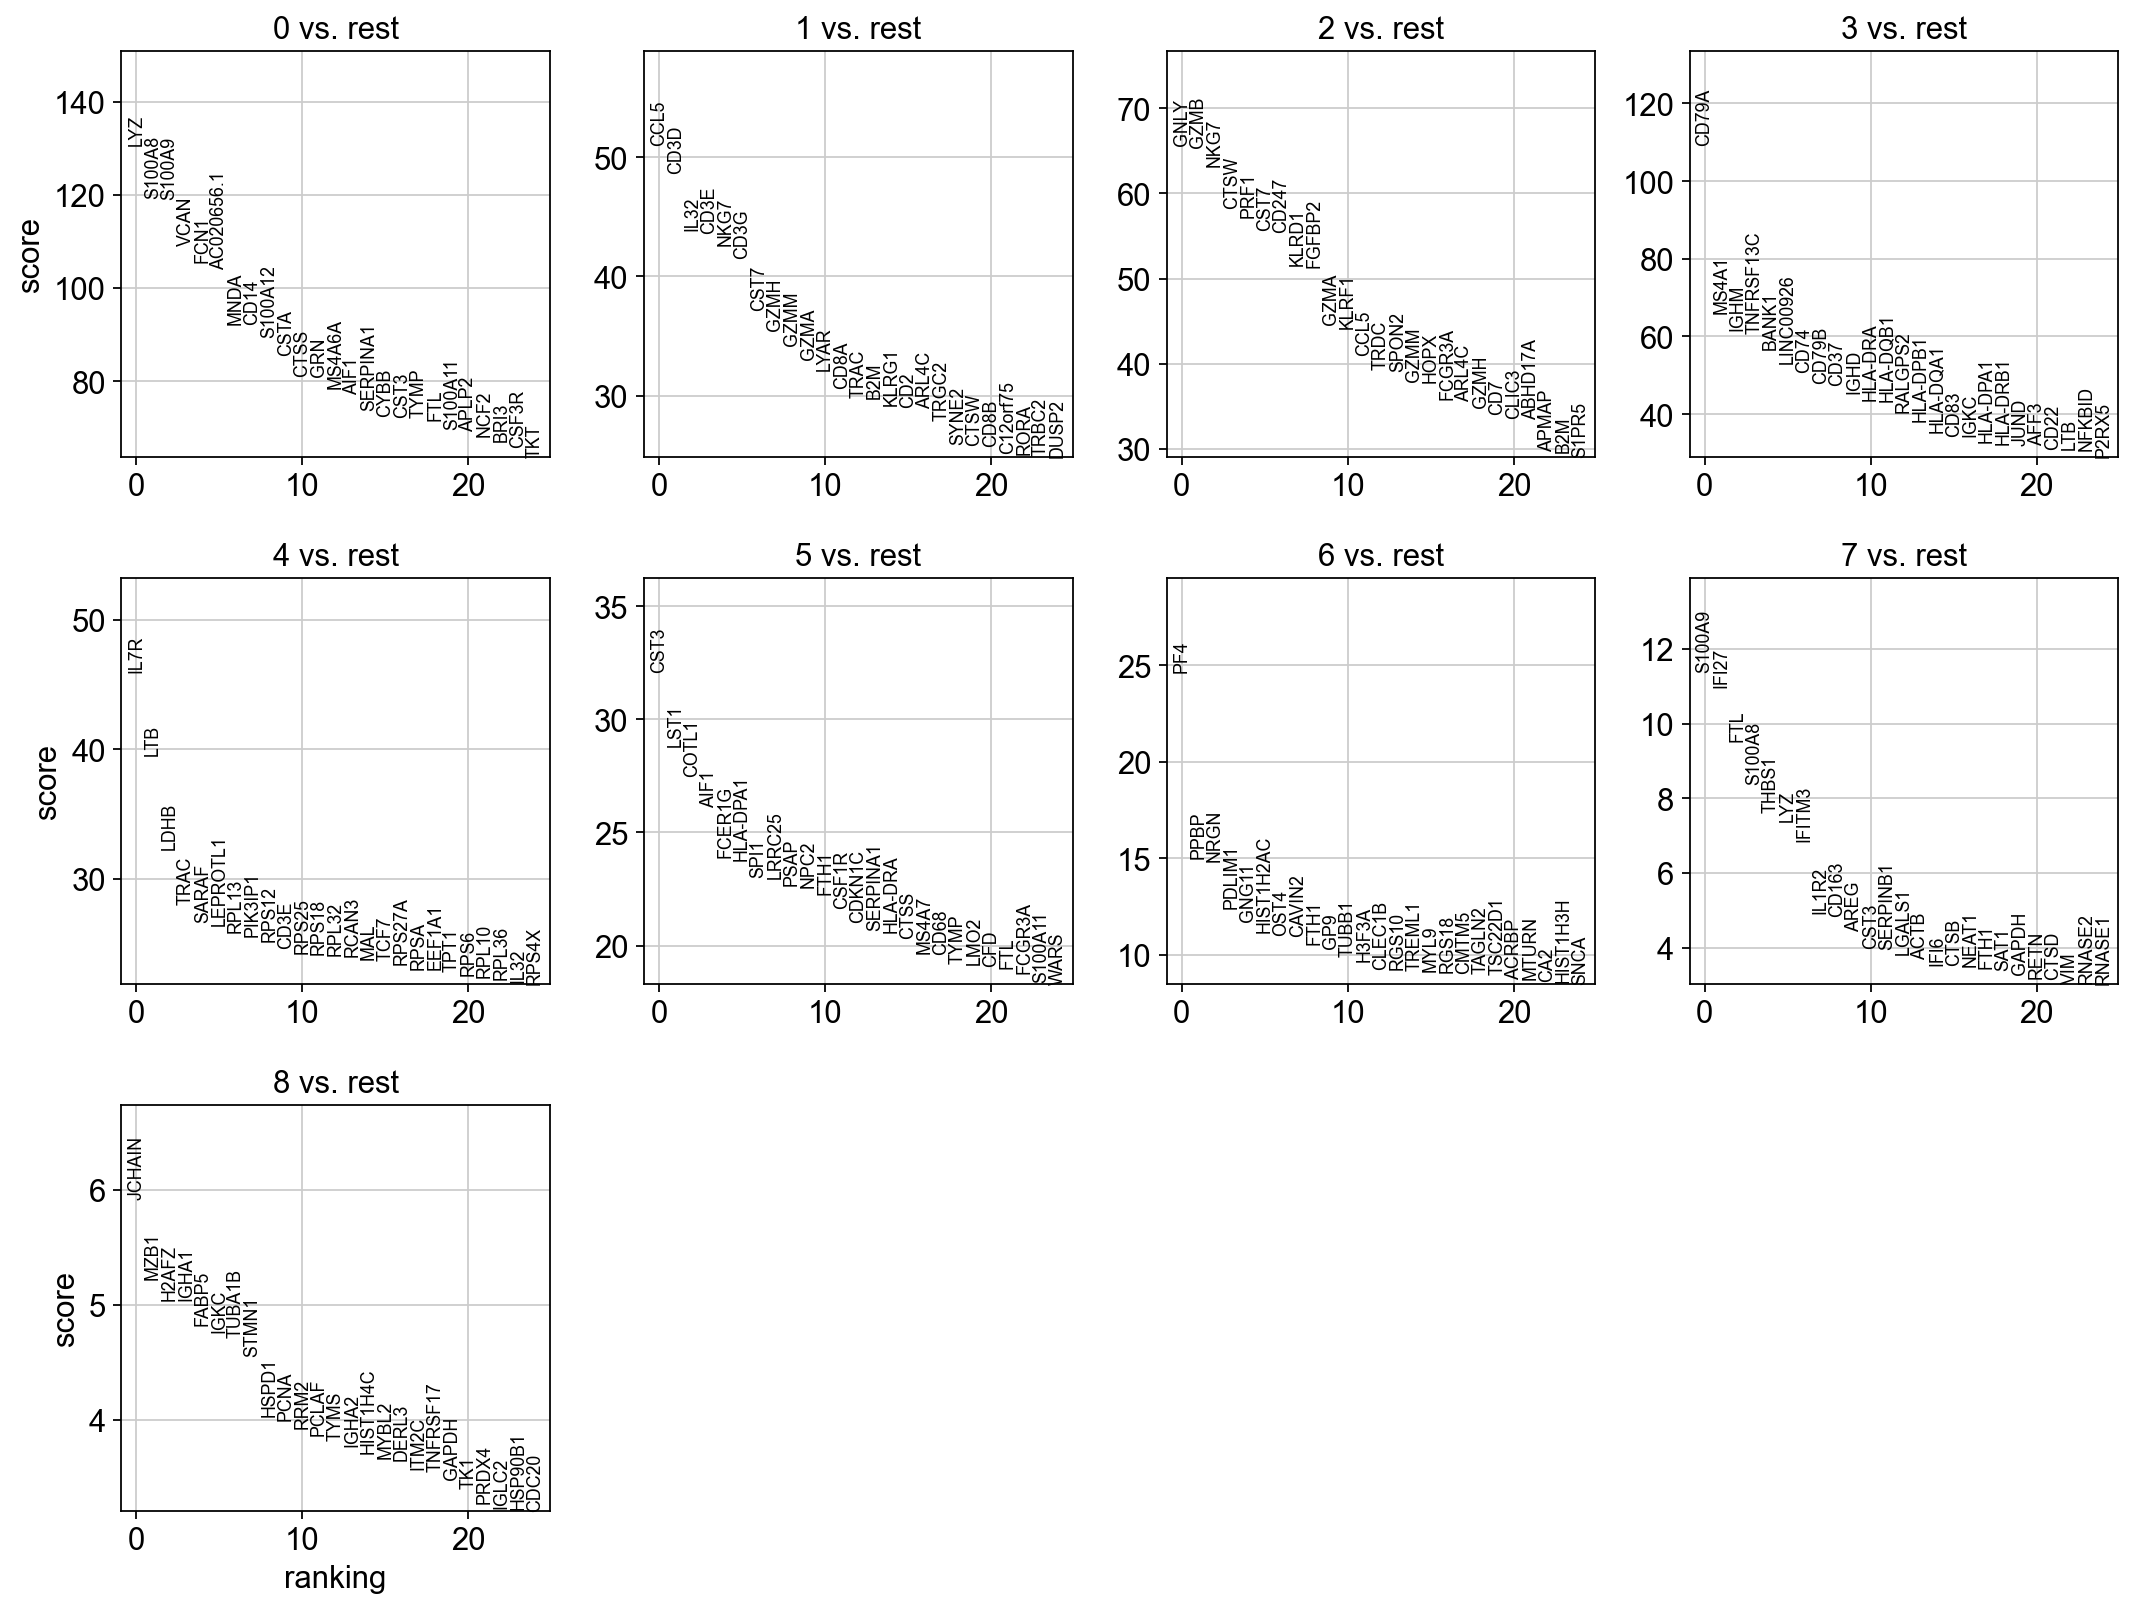 0 vs. rest
score
140
120
100
80
LYZ
S100A8
S100A9
VCAN
FCN1
AC020656.1
MNDA
CD14
S100A12
CSTA
CTSS
GRN
MS4A6A
AIF1
SERPINA1
CYBB
CST3
TYMP
FTL
S100A11
APLP2
NCF2
BRI3
CSF3R
TKT
0 10 20
1 vs. rest
50
40
30
CCL5
CD3D
IL32
CD3E
NKG7
CD3G
CST7
GZMH
GZMM
GZMA
LYAR
CD8A
TRAC
B2M
KLRG1
CD2
ARL4C
TRGC2
SYNE2
CTSW
CD8B
C12orf75
RORA
TRBC2
DUSP2
0 10 20
2 vs. rest
70
60
50
40
30
GNLY
GZMB
NKG7
CTSW
PRF1
CST7
CD247
KLRD1
FGFBP2
GZMA
KLRF1
CCL5
TRDC
SPON2
GZMM
HOPX
FCGR3A
ARL4C
GZMH
CD7
CLIC3
ABHD17A
APMAP
B2M
S1PR5
0 10 20
3 vs. rest
120
100
80
60
40
CD79A
MS4A1
IGHM
TNFRSF13C
BANK1
LINC00926
CD74
CD79B
CD37
IGHD
HLA-DRA
HLA-DQB1
RALGPS2
HLA-DPB1
HLA-DQA1
CD83
IGKC
HLA-DPA1
HLA-DRB1
JUND
AFF3
CD22
LTB
NFKBID
P2RX5
0 10 20
4 vs. rest
score
50
40
30
IL7R
LTB
LDHB
TRAC
SARAF
LEPROTL1
RPL13
PIK3IP1
RPS12
CD3E
RPS25
RPS18
RPL32
RCAN3
MAL
TCF7
RPS27A
RPSA
EEF1A1
TPT1
RPS6
RPL10
RPL36
IL32
RPS4X
0 10 20
5 vs. rest
35
30
25
20
CST3
LST1
COTL1
AIF1
FCER1G
HLA-DPA1
SPI1
LRRC25
PSAP
NPC2
FTH1
CSF1R
CDKN1C
SERPINA1
HLA-DRA
CTSS
MS4A7
CD68
TYMP
LMO2
CFD
FTL
FCGR3A
S100A11
WARS
0 10 20
6 vs. rest
25
20
15
10
PF4
PPBP
NRGN
PDLIM1
GNG11
HIST1H2AC
OST4
CAVIN2
FTH1
GP9
TUBB1
H3F3A
CLEC1B
RGS10
TREML1
MYL9
RGS18
CMTM5
TAGLN2
TSC22D1
ACRBP
MTURN
CA2
HIST1H3H
SNCA
0 10 20
7 vs. rest
12
10
8
6
4
S100A9
IFI27
FTL
S100A8
THBS1
LYZ
IFITM3
IL1R2
CD163
AREG
CST3
SERPINB1
LGALS1
ACTB
IFI6
CTSB
NEAT1
FTH1
SAT1
GAPDH
RETN
CTSD
VIM
RNASE2
RNASE1
0 10 20
8 vs. rest
score
6
5
4
JCHAIN
MZB1
H2AFZ
IGHA1
FABP5
IGKC
TUBA1B
STMN1
HSPD1
PCNA
RRM2
PCLAF
TYMS
IGHA2
HIST1H4C
MYBL2
DERL3
ITM2C
TNFRSF17
GAPDH
TK1
PRDX4
IGLC2
HSP90B1
CDC20
0 10 20
ranking